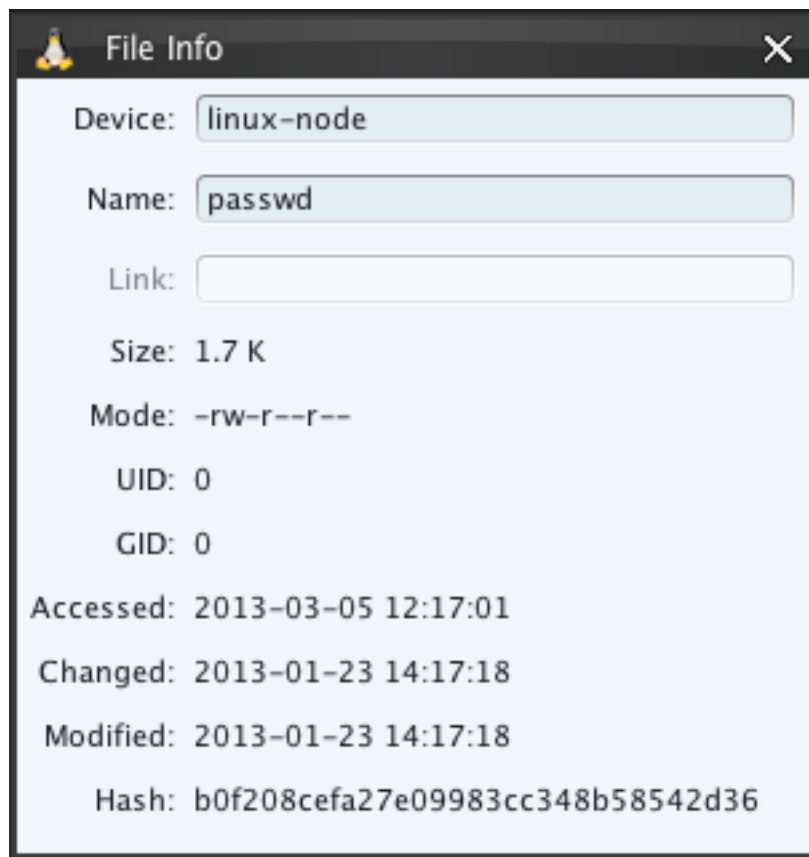 File Info
Device: linux-node
Name: passwd
Link:
Size: 1.7 K
Mode: -rw-r--r--
UID: 0
GID: 0
Accessed: 2013-03-05 12:17:01
Changed: 2013-01-23 14:17:18
Modified: 2013-01-23 14:17:18
Hash: b0f208cefa27e09983cc348b58542d36